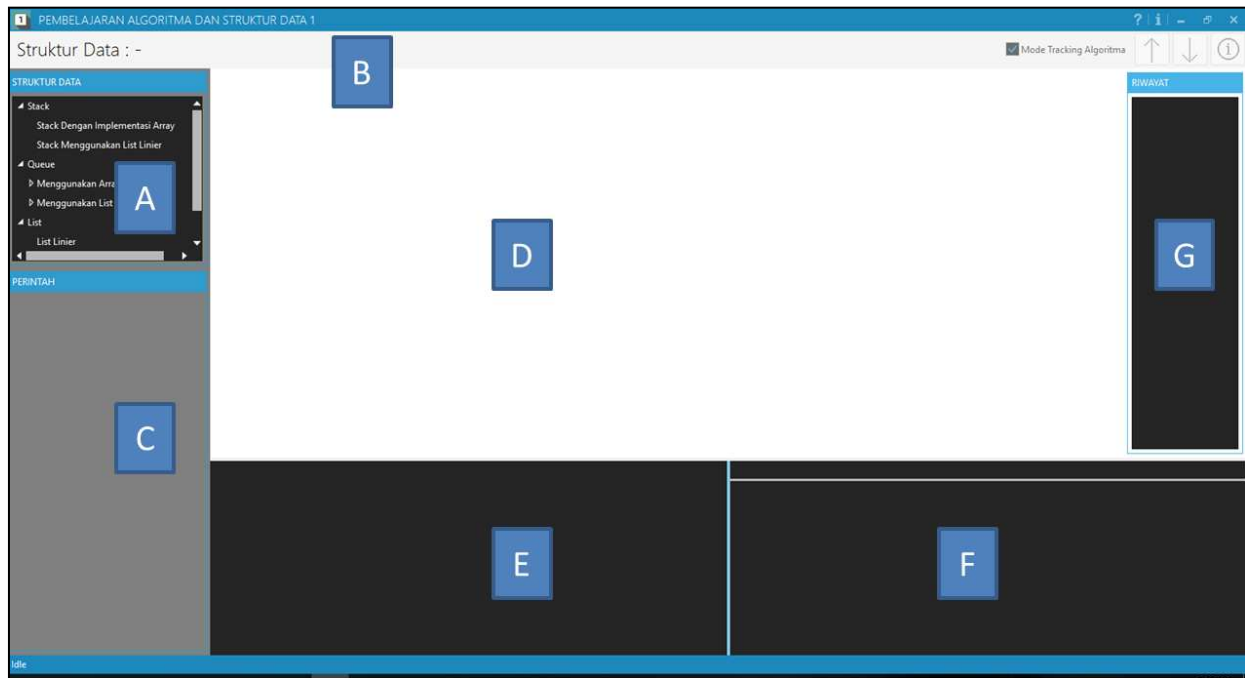 1 PEMBELAJARAN ALGORITMA DAN STRUKTUR DATA 1
Struktur Data : -
Mode Tracking Algoritma
B
STRUKTUR DATA
RIWAYAT
Stack
Stack Dengan Implementasi Array
Stack Menggunakan List Linier
Queue
Menggunakan Arra
Menggunakan List
List
List Linier
A
D
G
PERINTAH
C
E
F
Idle